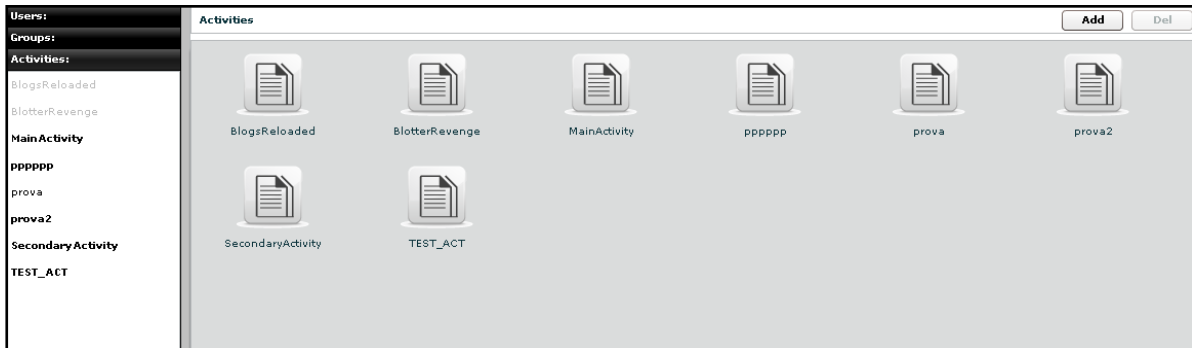 Users:
Groups:
Activities:
BlogsReloaded
BlotterRevenge
MainActivity
pppppp
prova
prova2
SecondaryActivity
TEST_ACT
Activities
Add Del
BlogsReloaded BlotterRevenge MainActivity pppppp prova prova2
SecondaryActivity TEST_ACT